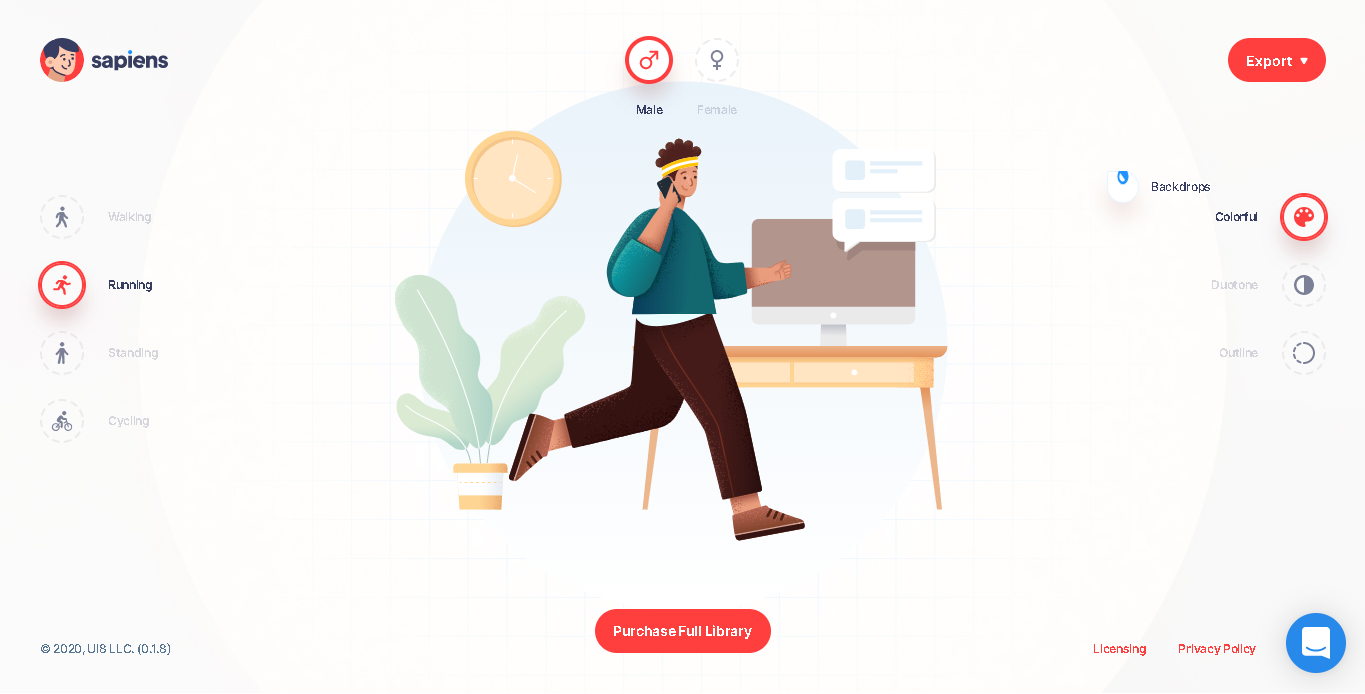 sapiens
Male
Female
Export
Walking
Running
Standing
Cycling
Backdrops
Colorful
Duotone
Outline
Purchase Full Library
© 2020, UI8 LLC. (0.1.8)
Licensing
Privacy Policy